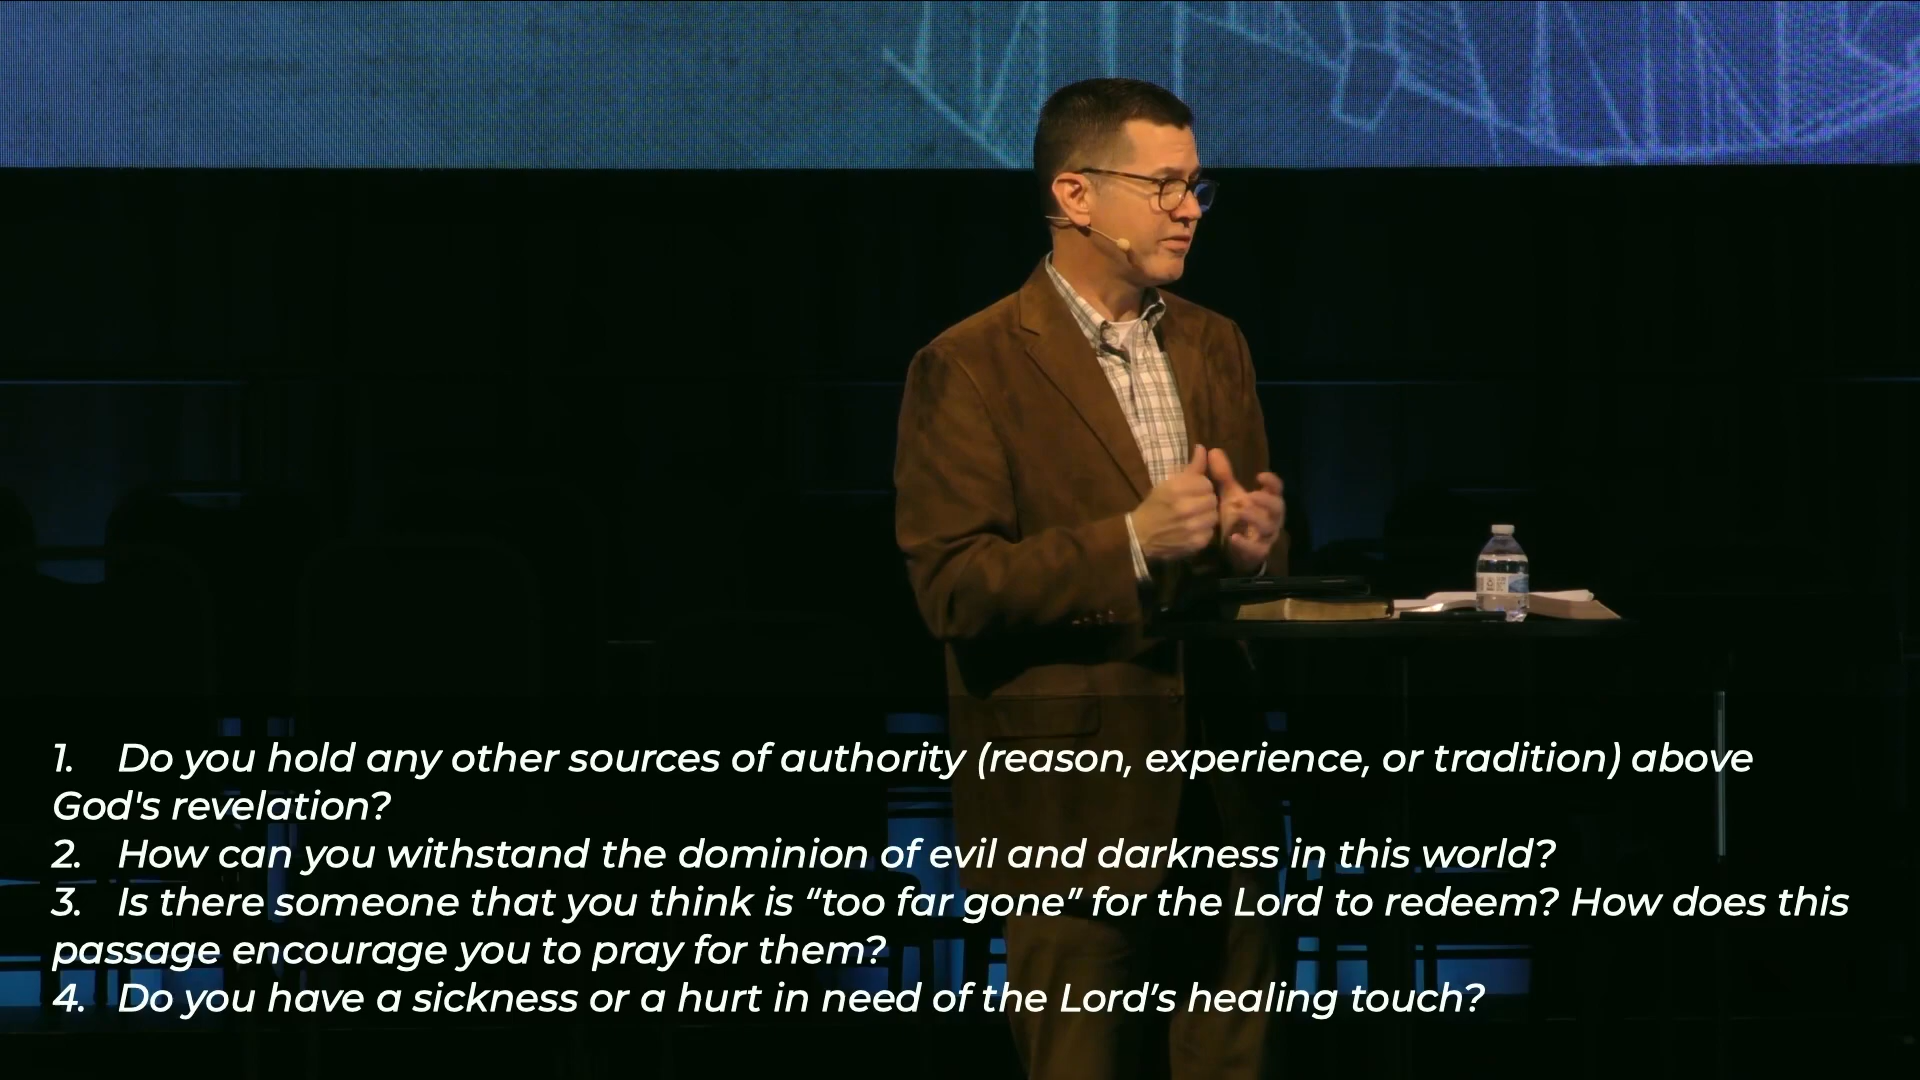 1. Do you hold any other sources of authority (reason, experience, or tradition) above
God's revelation?
2. How can you withstand the dominion of evil and darkness in this world?
3. Is there someone that you think is “too far gone” for the Lord to redeem? How does this
passage encourage you to pray for them?
4. Do you have a sickness or a hurt in need of the Lord’s healing touch?